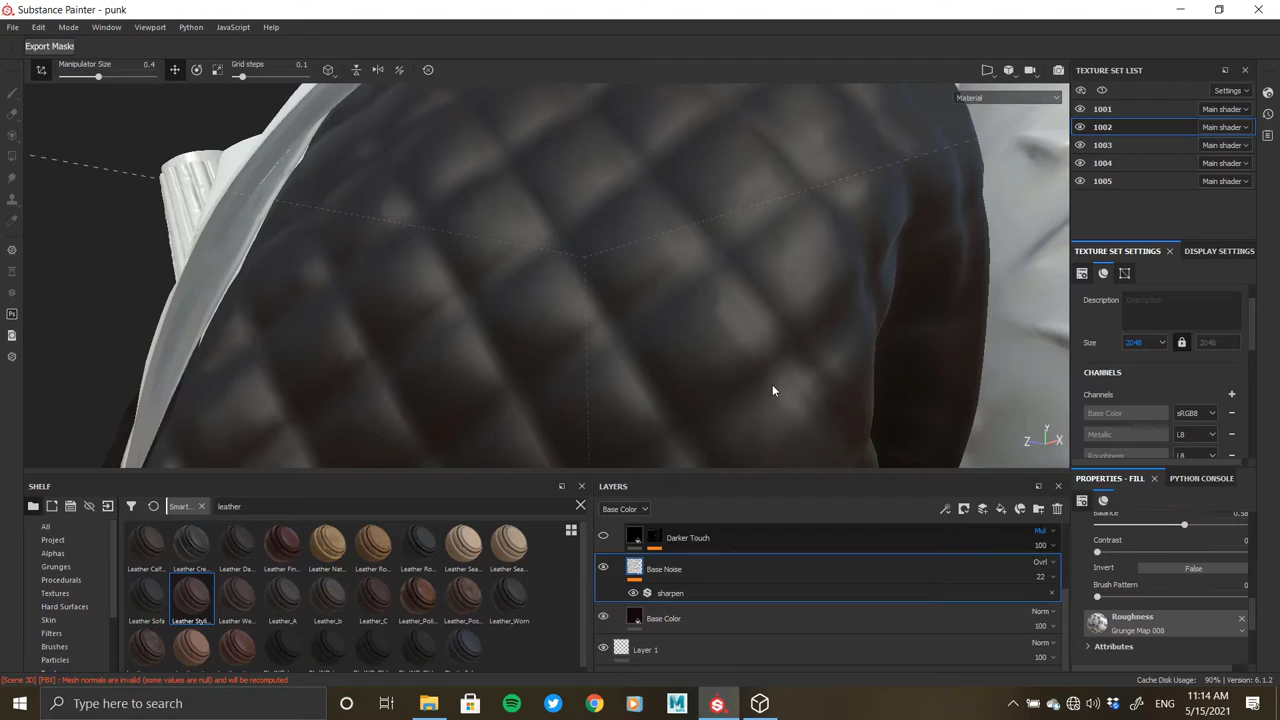 Substance Painter - punk
File Edit Mode Window Viewport Python JavaScript Help
Export Masks
Manipulator Size 0.4 Grid steps 0.1
Material
TEXTURE SET LIST
Settings
1001 Main shader
1002 Main shader
1003 Main shader
1004 Main shader
1005 Main shader
TEXTURE SET SETTINGS DISPLAY SETTINGS
Description Description
Size 2048 2048
CHANNELS
Channels
Base Color sRGB8
Metallic L8
Roughness L8
Y
Z X
PROPERTIES - FILL PYTHON CONSOLE
Balance 0.58
Contrast 0
Invert False
Brush Pattern 0
Roughness
Grunge Map 008
Attributes
SHELF
Smart... leather
All
Project
Alphas
Grunges
Procedurals
Textures
Hard Surfaces
Skin
Filters
Brushes
Particles
Leather Calf... Leather Cre... Leather Da... Leather Fin... Leather Nat... Leather Ro... Leather Ro... Leather Sea... Leather Sea...
Leather Sofa Leather Styli... Leather We... Leather_A Leather_b Leather_C Leather_Poli... Leather_Pos... Leather_Worn
LAYERS
Base Color
Darker Touch Mul 100
Base Noise Ovrl 22
sharpen
Base Color Norm 100
Layer 1 Norm 100
[Scene 3D] [FBX] : Mesh normals are invalid (some values are null) and will be recomputed
Cache Disk Usage: 90% | Version: 6.1.2
Type here to search
Ps
ENG
11:14 AM
5/15/2021